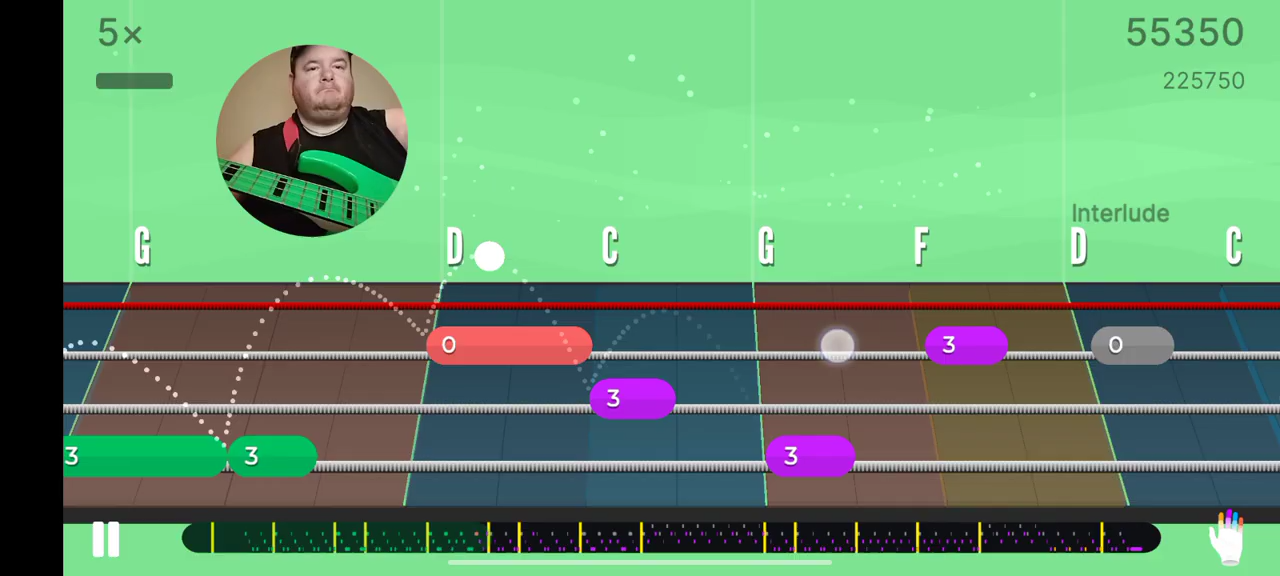 5×
55350
225750
Interlude
G D C G F D C
0 3 0
3
3 3 3